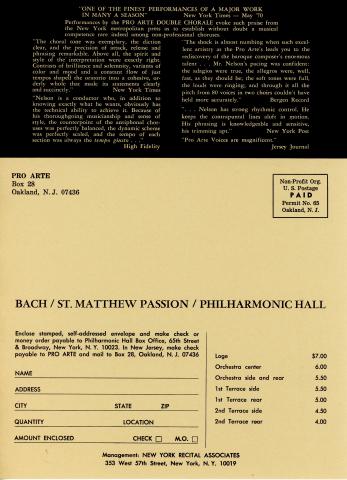 "ONE OF THE FINEST PERFORMANCES OF A MAJOR WORK
IN MANY A SEASON" New York Times — May '70
Performances by the PRO ARTE DOUBLE CHORALE evoke such praise from
the New York metropolitan press as to establish without doubt a musical
competence rare indeed among non-professional choruses.
"The choral tone was exemplary, the diction
clear, and the precision of attack, release and
phrasing remarkable. Above all, the spirit and
style of the interpretation were exactly right.
Contrasts of brilliance and solemnity, variants of
color and mood and a constant flow of just
tempos shaped the oratorio into a cohesive, or-
derly which that made its statement clearly
and succinctly." New York Times
"Nelson is a conductor who, in addition to
knowing exactly what he wants, obviously has
the technical ability to achieve it. Because of
his thoroughgoing musicianship and sense of
style, the counterpoint of the antiphonal chor-
uses was perfectly balanced, the dynamic scheme
was perfectly scaled, and the tempo of each
section was always the tempo giusto . . ."
High Fidelity
"The shock is almost numbing when such excel-
lent artistry as the Pro Arte's leads you to the
rediscovery of the baroque composer's enormous
talent . . . Mr. Nelson's pacing was confident:
the adagios were true, the allegros were, well,
fast, as they should be, the soft tones were full,
the louds were ringing; and through it all the
pitch from 80 voices in two choirs couldn't have
held more securely." Bergen Record
". . . Nelson has strong rhythmic control. He
keeps the contrapuntal lines aloft in motion.
His phrasing is knowledgeable and sensitive,
his trimming apt." New York Post
"Pro Arte Voices are magnificent."
Jersey Journal
PRO ARTE
Box 28
Oakland, N. J. 07436
Non-Profit Org.
U. S. Postage
PAID
Permit No. 65
Oakland, N. J.
BACH / ST. MATTHEW PASSION / PHILHARMONIC HALL
Enclose stamped, self-addressed envelope and make check or
money order payable to Philharmonic Hall Box Office, 65th Street
& Broadway, New York, N. Y. 10023. In New Jersey, make check
payable to PRO ARTE and mail to Box 28, Oakland, N. J. 07436
NAME
ADDRESS
CITY STATE ZIP
QUANTITY LOCATION
AMOUNT ENCLOSED CHECK M.O.
Loge $7.00
Orchestra center 6.00
Orchestra side and rear 5.50
1st Terrace side 5.50
1st Terrace rear 5.00
2nd Terrace side 4.50
2nd Terrace rear 4.00
Management: NEW YORK RECITAL ASSOCIATES
353 West 57th Street, New York, N. Y. 10019